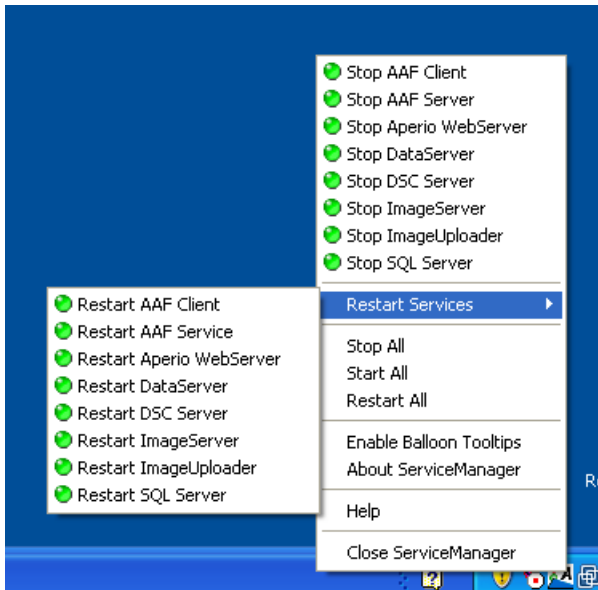 Stop AAF Client
Stop AAF Server
Stop Aperio WebServer
Stop DataServer
Stop DSC Server
Stop ImageServer
Stop ImageUploader
Stop SQL Server
Restart Services
Stop All
Start All
Restart All
Enable Balloon Tooltips
About ServiceManager
Help
Close ServiceManager
Restart AAF Client
Restart AAF Service
Restart Aperio WebServer
Restart DataServer
Restart DSC Server
Restart ImageServer
Restart ImageUploader
Restart SQL Server